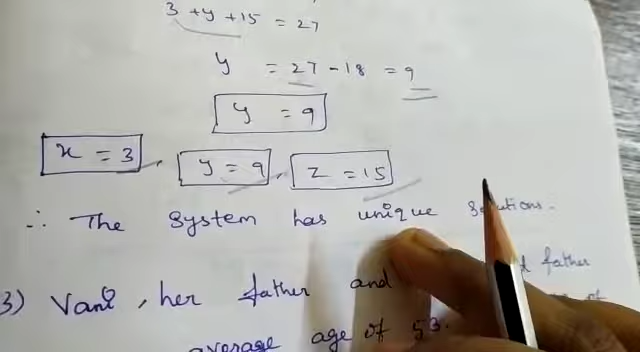 3 + y + 15 = 27
y = 27 - 18 = 9
y = 9
x = 3, y = 9, z = 15
∴ The System has unique
3) Vani, her father and father
average age of 53.